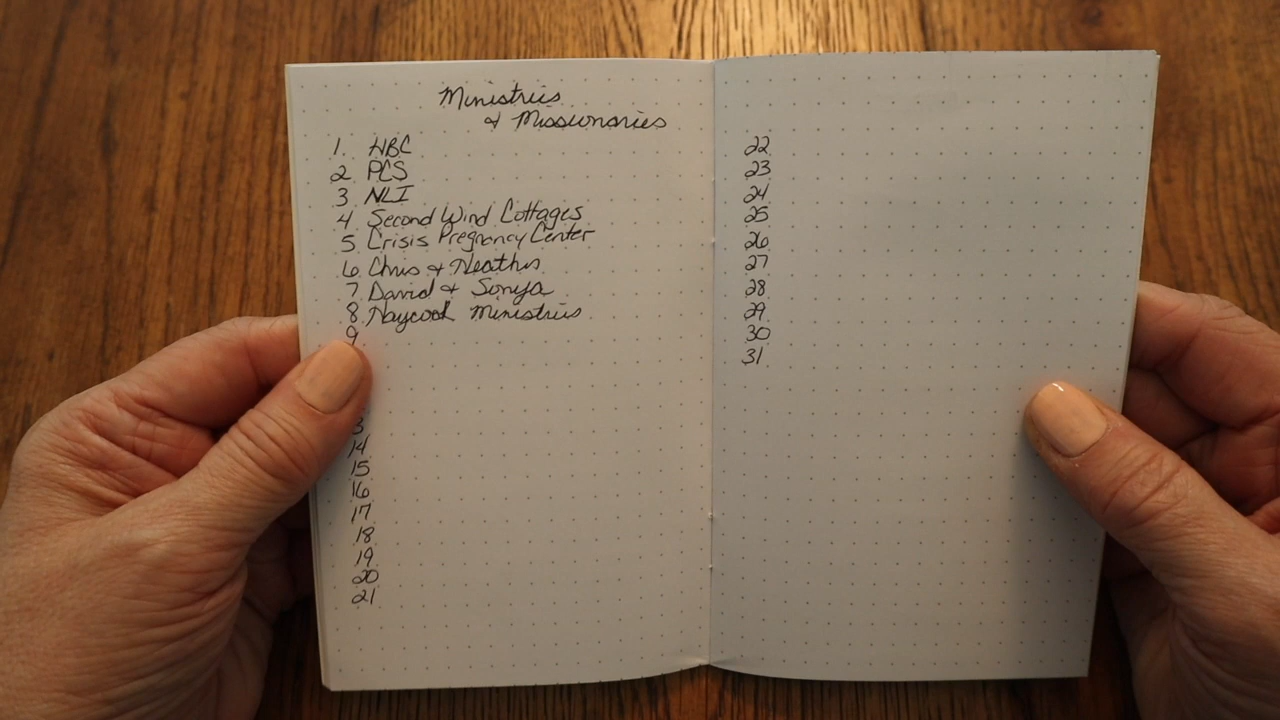 Ministries
& Missionaries
1. WBC
2 PCS
3 NLI
4 Second Wind Cottages
5 Crisis Pregnancy Center
6 Chris &
7 David & Sonya
8 Haycock Ministries
9
3
14
15
16
17
18
19
20
21
22
23
24
25
26
27
28
29
30
31